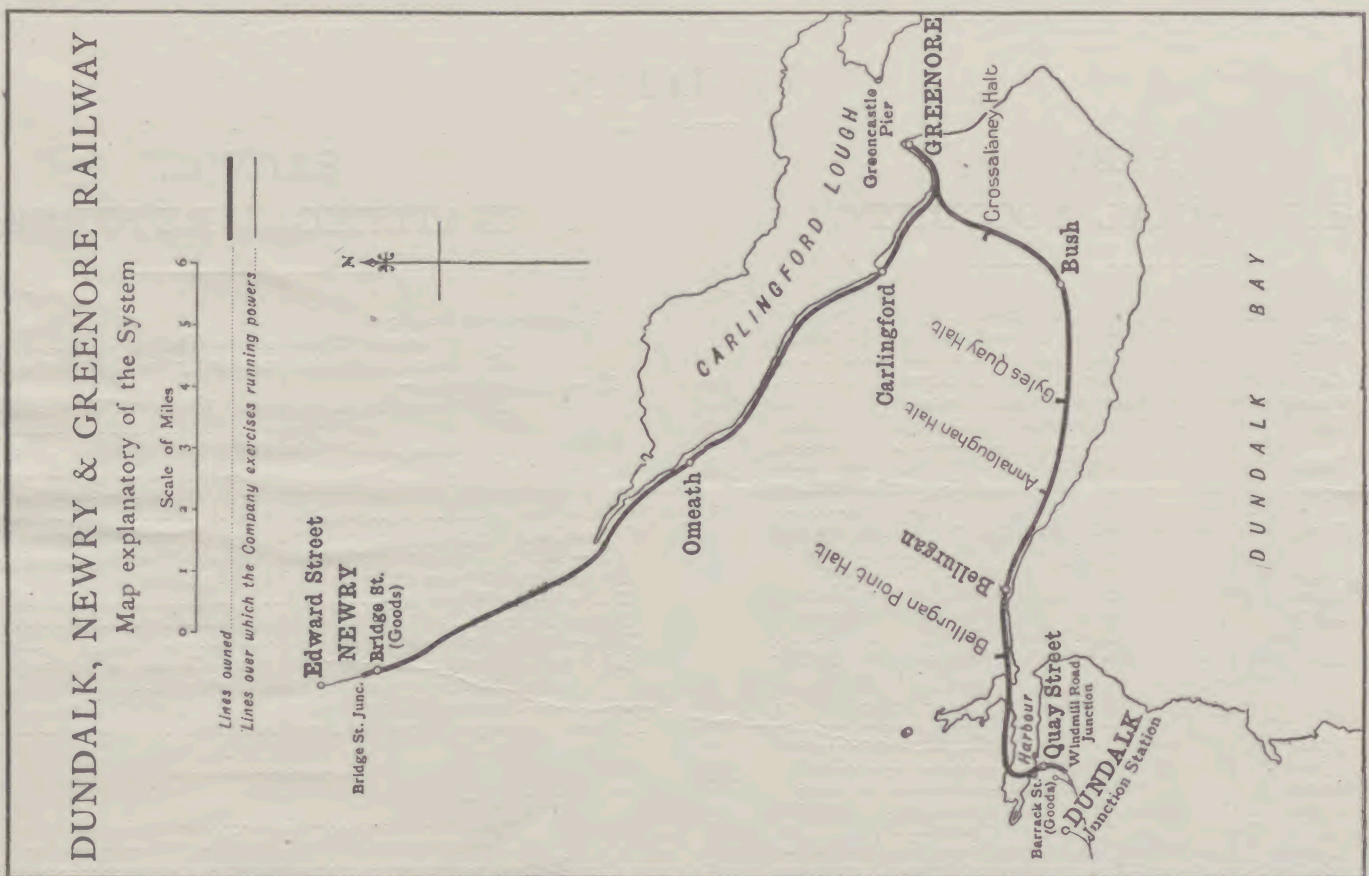 DUNDALK, NEWRY & GREENORE RAILWAY
Map explanatory of the System
Scale of Miles
0 1 2 3 4 5 6
Lines owned
Lines over which the Company exercises running powers
N
Edward Street
NEWRY
Bridge St.
(Goods)
Bridge St. Junc.
Omeath
CARLINGFORD LOUGH
Carlingford
Greencastle
Pier
GREENORE
Crossalaney Halt
Bush
Gyles Quay Halt
Annaloughan Halt
Bellurgan
Bellurgan Point Halt
Harbour
Quay Street
Windmill Road
Junction
Barrack St.
(Goods)
DUNDALK
Junction Station
DUNDALK BAY